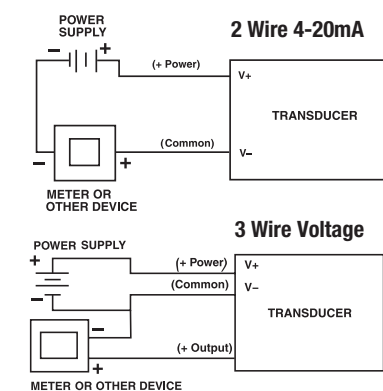 POWER
SUPPLY
2 Wire 4-20mA
– +
(+ Power)
V+
TRANSDUCER
(Common)
V–
– +
METER OR
OTHER DEVICE
3 Wire Voltage
POWER SUPPLY
+
(+ Power)
V+
(Common)
V–
–
TRANSDUCER
–
(+ Output)
+
METER OR OTHER DEVICE